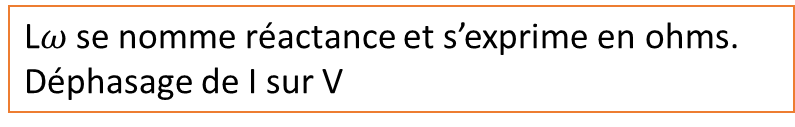 L𝜔 se nomme réactance et s’exprime en ohms.
Déphasage de I sur V